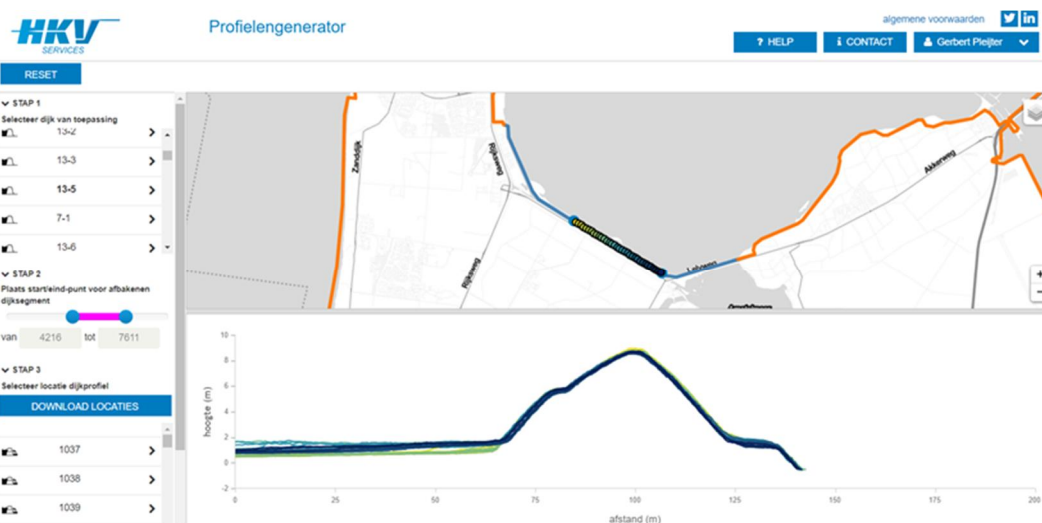 HKV
SERVICES
Profielengenerator
algemene voorwaarden
? HELP
i CONTACT
Gerbert Pleijter
RESET
STAP 1
Selecteer dijk van toepassing
13-2
13-3
13-5
7-1
13-6
STAP 2
Plaats start/eind-punt voor afbakenen
dijksegment
van 4216 tot 7611
STAP 3
Selecteer locatie dijkprofiel
DOWNLOAD LOCATIES
1037
1038
1039
Zanddijk
Rijksweg
Rijksweg
Akkerweg
+
−
hoogte (m)
10
8
6
4
2
0
-2
0 25 50 75 100 125 150 175 200
afstand (m)